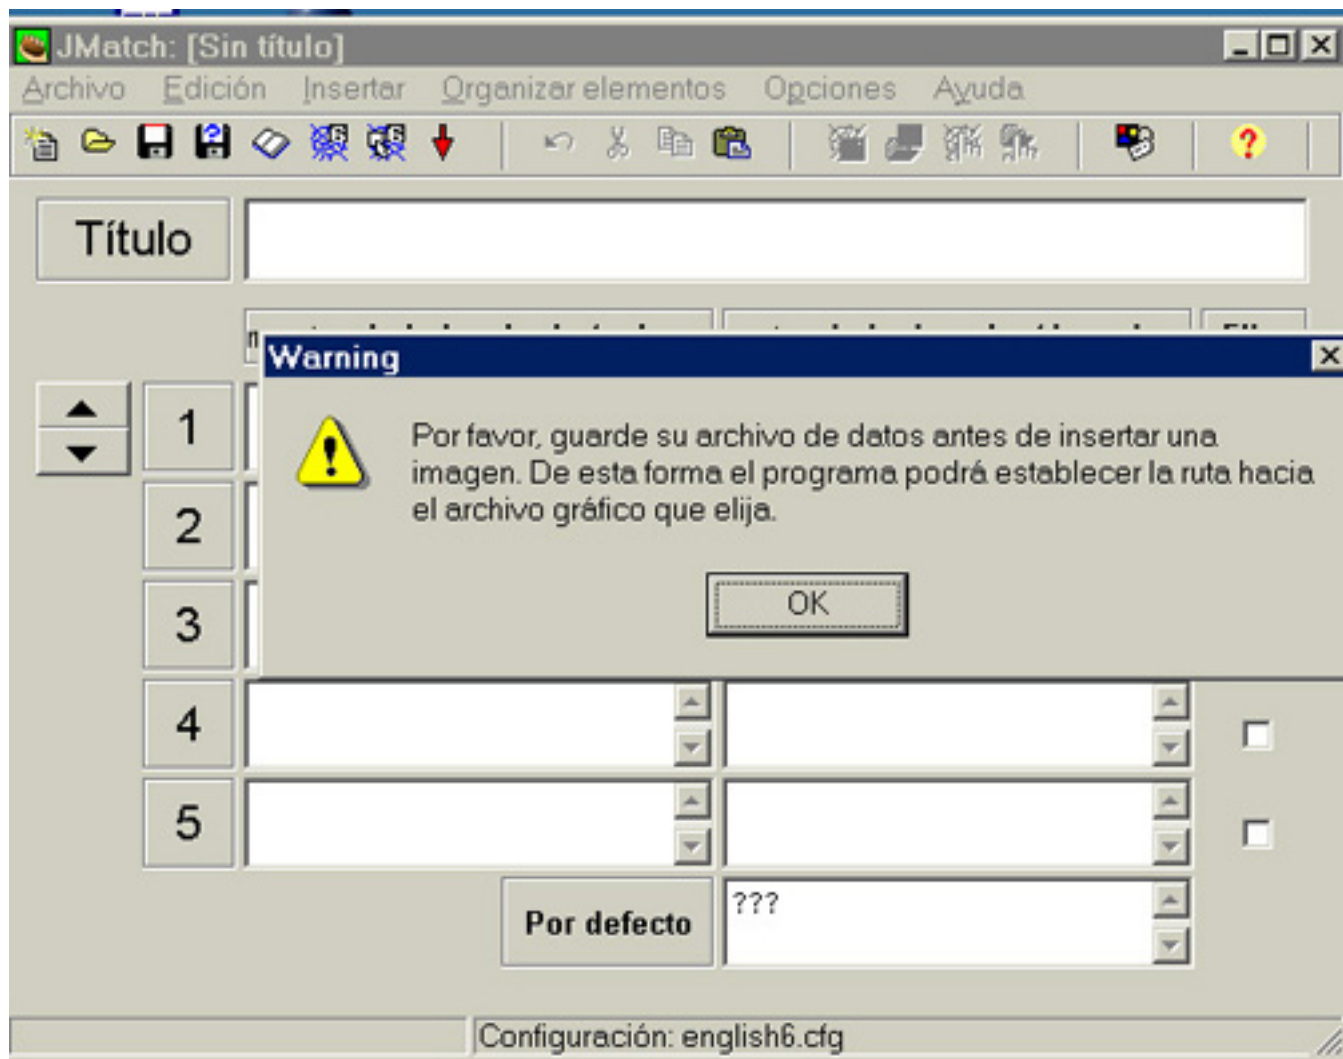 JMatch: [Sin título]
Archivo Edición Insertar Organizar elementos Opciones Ayuda
Título
Warning
1
Por favor, guarde su archivo de datos antes de insertar una
imagen. De esta forma el programa podrá establecer la ruta hacia
2
el archivo gráfico que elija.
OK
3
4
5
Por defecto
???
Configuración: english6.cfg